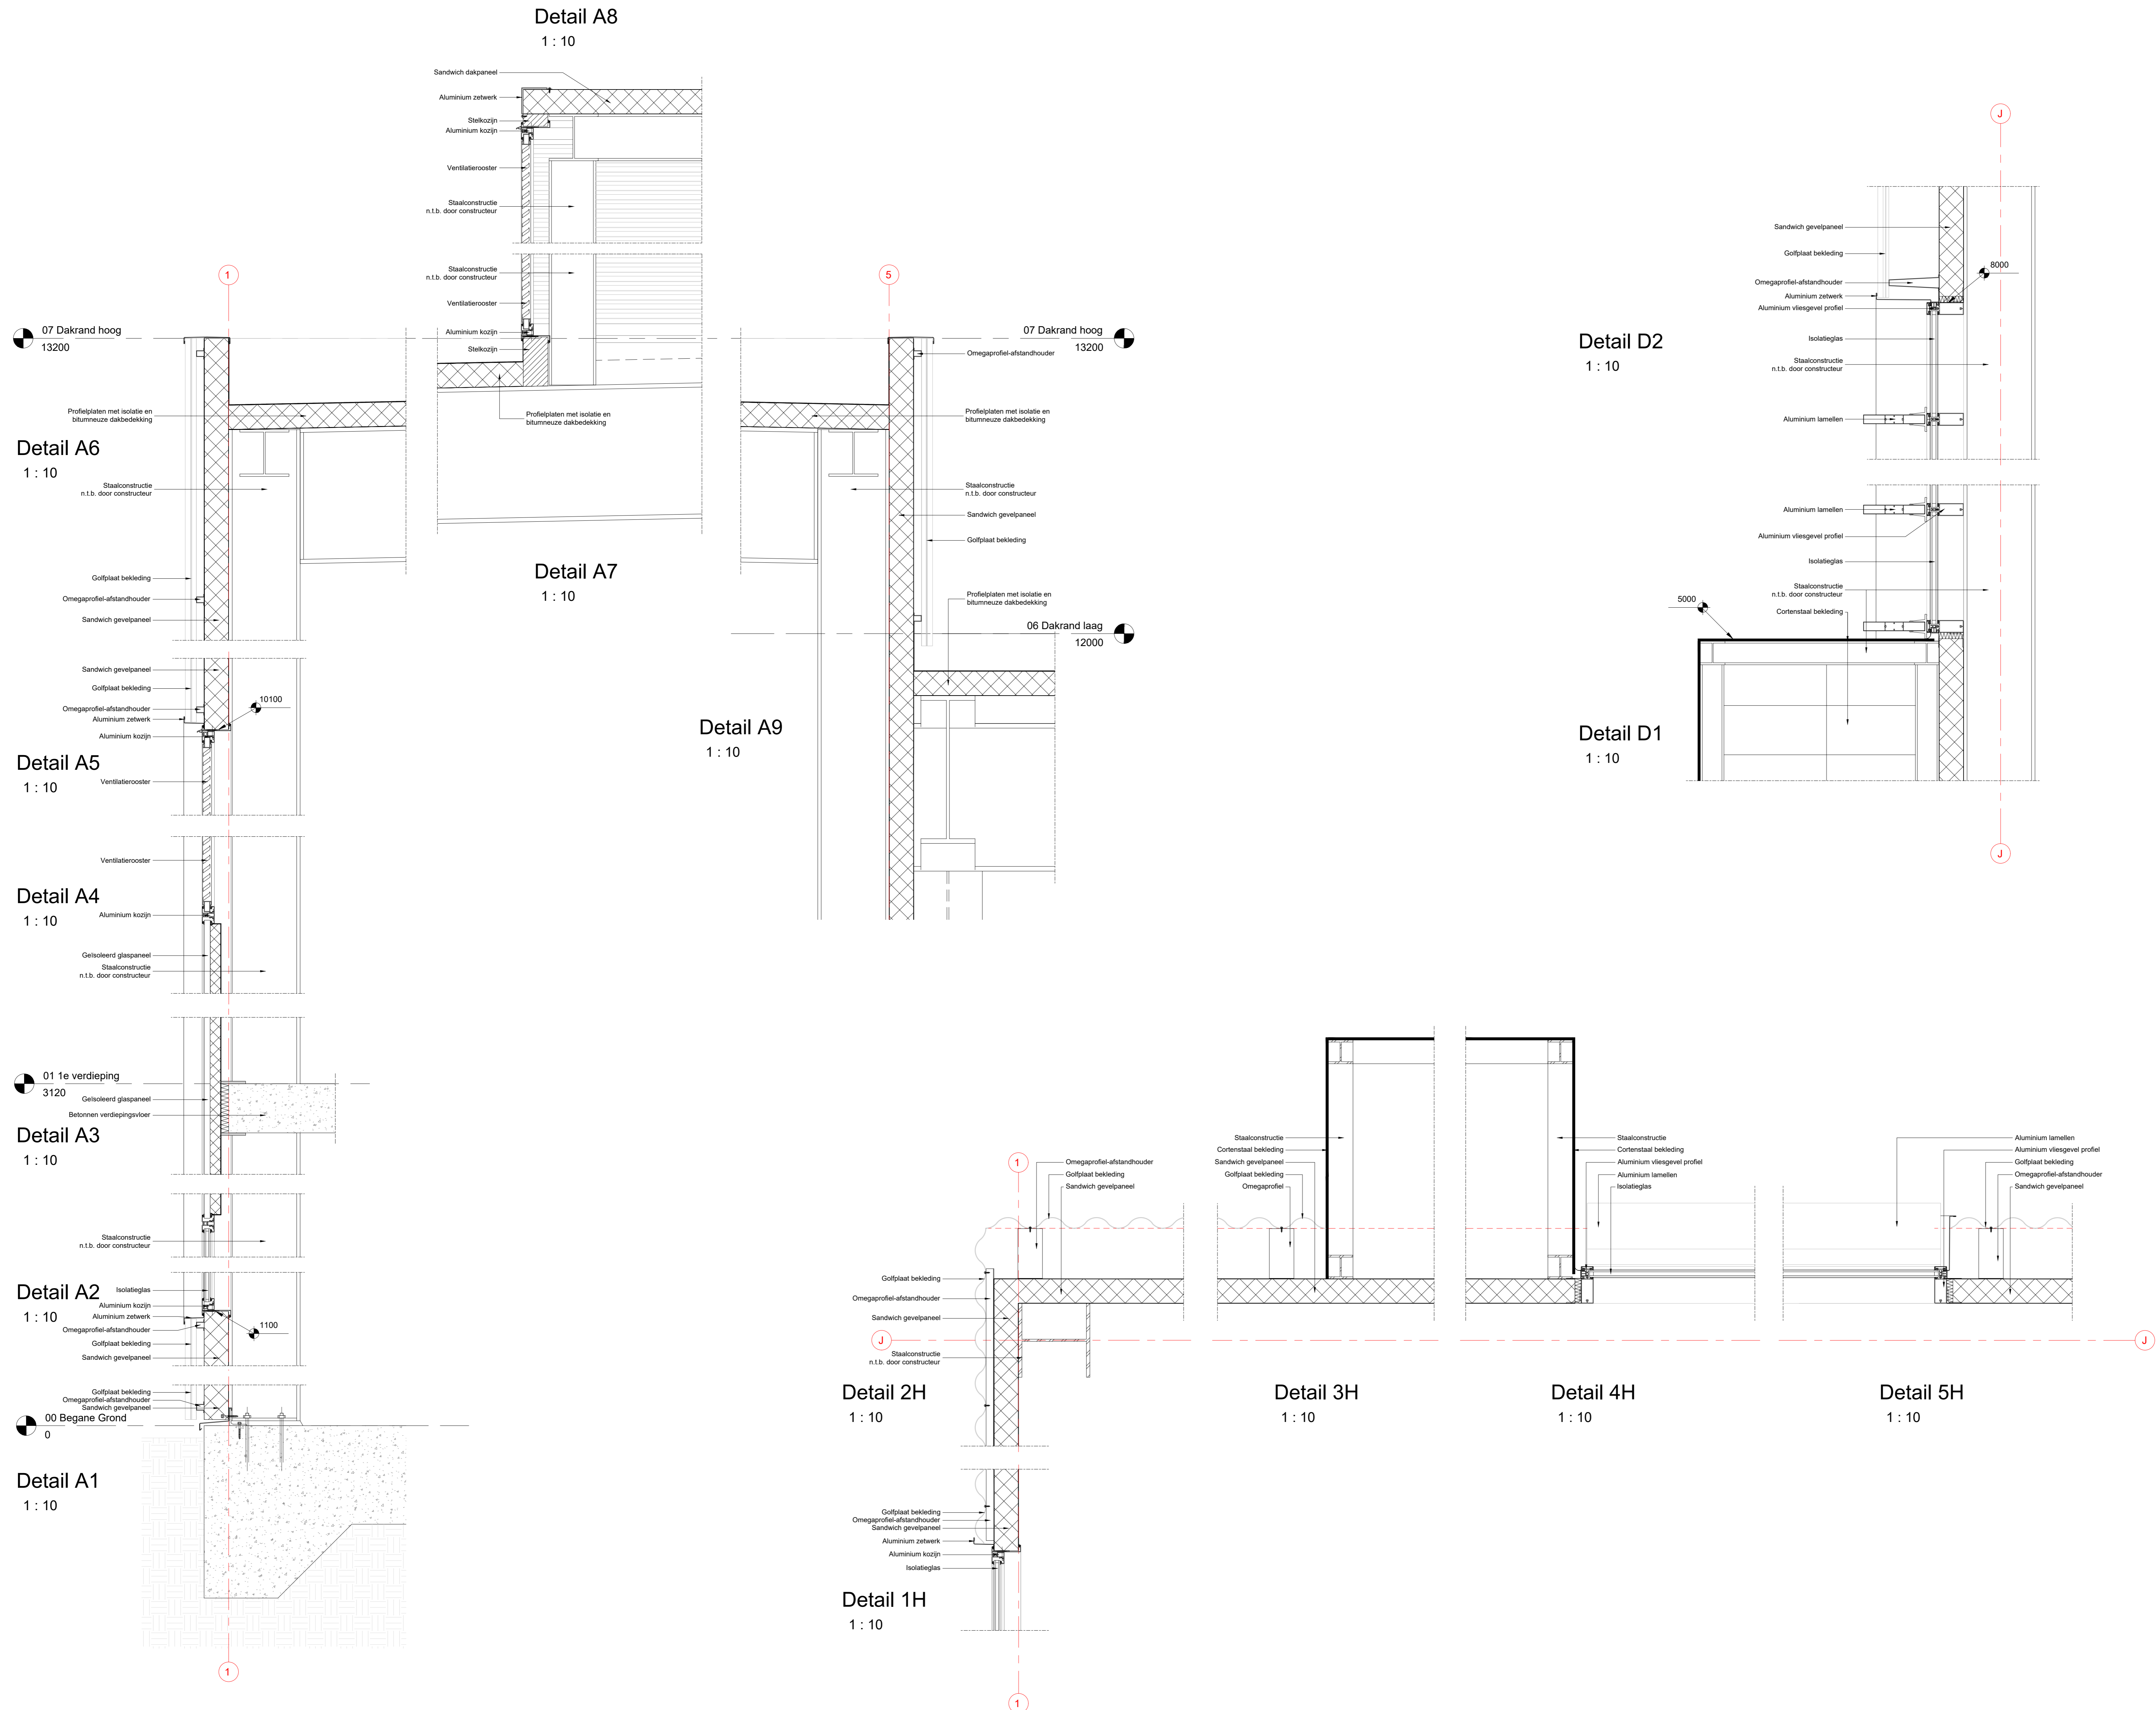 Detail A8
1 : 10
Sandwich dakpaneel
Aluminium zetwerk
Stelkozijn
Aluminium kozijn
Ventilatierooster
Staalconstructie
n.t.b. door constructeur
Staalconstructie
n.t.b. door constructeur
Ventilatierooster
Aluminium kozijn
Stelkozijn
Profielplaten met isolatie en
bitumneuze dakbedekking
Detail A7
1 : 10
1
07 Dakrand hoog
13200
Profielplaten met isolatie en
bitumneuze dakbedekking
Detail A6
1 : 10
Staalconstructie
n.t.b. door constructeur
Golfplaat bekleding
Omegaprofiel-afstandhouder
Sandwich gevelpaneel
Sandwich gevelpaneel
Golfplaat bekleding
Omegaprofiel-afstandhouder
Aluminium zetwerk
10100
Aluminium kozijn
Detail A5
1 : 10
Ventilatierooster
Ventilatierooster
Detail A4
1 : 10
Aluminium kozijn
Geïsoleerd glaspaneel
Staalconstructie
n.t.b. door constructeur
01 1e verdieping
3120
Geïsoleerd glaspaneel
Betonnen verdiepingsvloer
Detail A3
1 : 10
Staalconstructie
n.t.b. door constructeur
Detail A2
1 : 10
Isolatieglas
Aluminium kozijn
Aluminium zetwerk
Omegaprofiel-afstandhouder
1100
Golfplaat bekleding
Sandwich gevelpaneel
Golfplaat bekleding
Omegaprofiel-afstandhouder
Sandwich gevelpaneel
00 Begane Grond
0
Detail A1
1 : 10
1
5
07 Dakrand hoog
13200
Omegaprofiel-afstandhouder
Profielplaten met isolatie en
bitumneuze dakbedekking
Staalconstructie
n.t.b. door constructeur
Sandwich gevelpaneel
Golfplaat bekleding
Profielplaten met isolatie en
bitumneuze dakbedekking
06 Dakrand laag
12000
Detail A9
1 : 10
J
Sandwich gevelpaneel
Golfplaat bekleding
8000
Omegaprofiel-afstandhouder
Aluminium zetwerk
Aluminium vliesgevel profiel
Detail D2
1 : 10
Isolatieglas
Staalconstructie
n.t.b. door constructeur
Aluminium lamellen
Aluminium lamellen
Aluminium vliesgevel profiel
Isolatieglas
Staalconstructie
n.t.b. door constructeur
5000
Cortenstaal bekleding
Detail D1
1 : 10
J
1
Omegaprofiel-afstandhouder
Golfplaat bekleding
Sandwich gevelpaneel
Golfplaat bekleding
Omegaprofiel-afstandhouder
Sandwich gevelpaneel
J
Staalconstructie
n.t.b. door constructeur
Detail 2H
1 : 10
Golfplaat bekleding
Omegaprofiel-afstandhouder
Sandwich gevelpaneel
Aluminium zetwerk
Aluminium kozijn
Isolatieglas
Detail 1H
1 : 10
1
Staalconstructie
Cortenstaal bekleding
Sandwich gevelpaneel
Golfplaat bekleding
Omegaprofiel
Detail 3H
1 : 10
Staalconstructie
Cortenstaal bekleding
Aluminium vliesgevel profiel
Aluminium lamellen
Isolatieglas
Detail 4H
1 : 10
Aluminium lamellen
Aluminium vliesgevel profiel
Golfplaat bekleding
Omegaprofiel-afstandhouder
Sandwich gevelpaneel
J
Detail 5H
1 : 10